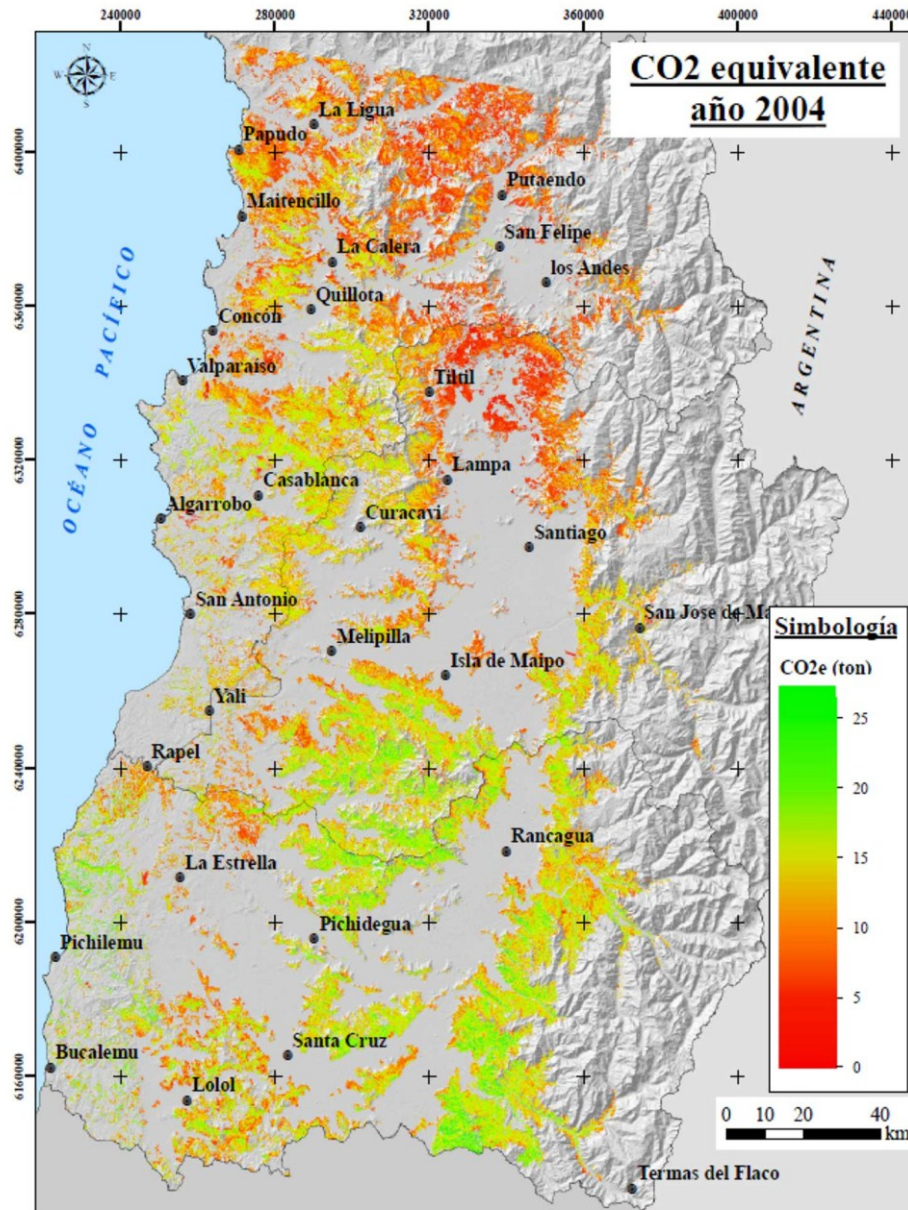 240000
280000
320000
360000
400000
440000
CO2 equivalente
año 2004
N
W
E
S
La Ligua
Papudo
6400000
Putaendo
Maitencillo
San Felipe
La Calera
los Andes
Quillota
6360000
Concón
Valparaíso
Tiltil
OCÉANO PACÍFICO
ARGENTINA
6320000
Lampa
Casablanca
Algarrobo
Curacavi
Santiago
San Antonio
6280000
San Jose de Ma
Melipilla
Isla de Maipo
Simbología
CO2e (ton)
25
20
15
10
5
0
Yali
Rapel
6240000
Rancagua
La Estrella
6200000
Pichidegua
Pichilemu
Santa Cruz
Bucalemu
6160000
Lolol
0 10 20 40
km
Termas del Flaco